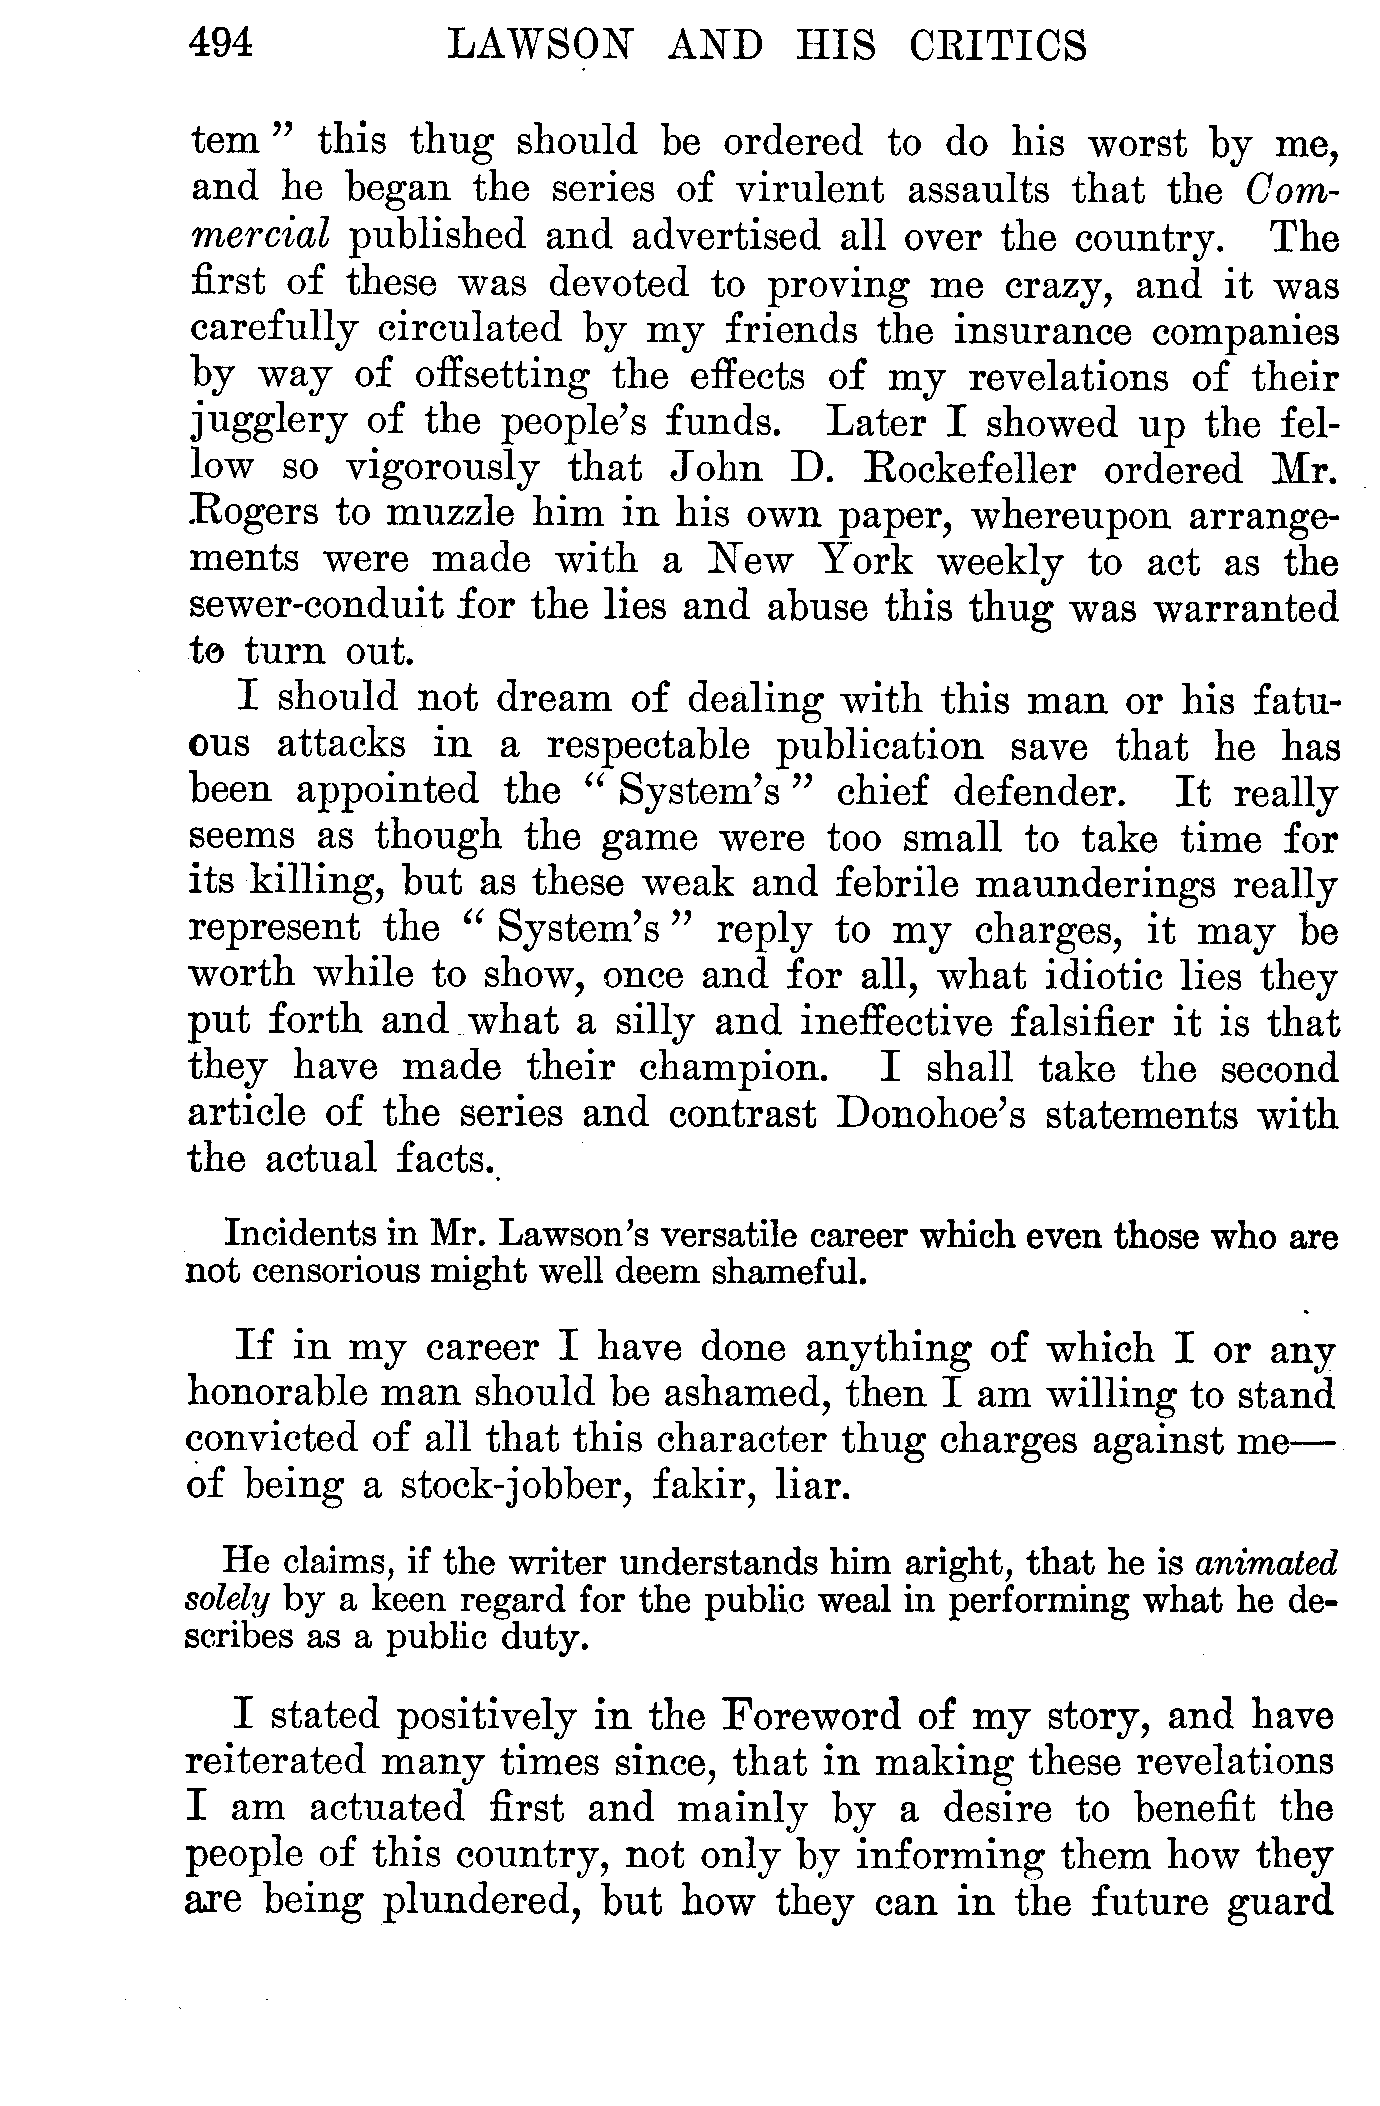 494 LAWSON AND HIS CRITICS
tem ” this thug should be ordered to do his worst by me,
and he began the series of virulent assaults that the Com-
mercial published and advertised all over the country. The
first of these was devoted to proving me crazy, and it was
carefully circulated by my friends the insurance companies
by way of offsetting the effects of my revelations of their
jugglery of the people’s funds. Later I showed up the fel-
low so vigorously that John D. Rockefeller ordered Mr.
Rogers to muzzle him in his own paper, whereupon arrange-
ments were made with a New York weekly to act as the
sewer-conduit for the lies and abuse this thug was warranted
to turn out.
I should not dream of dealing with this man or his fatu-
ous attacks in a respectable publication save that he has
been appointed the “ System’s ” chief defender. It really
seems as though the game were too small to take time for
its killing, but as these weak and febrile maunderings really
represent the “ System’s ” reply to my charges, it may be
worth while to show, once and for all, what idiotic lies they
put forth and what a silly and ineffective falsifier it is that
they have made their champion. I shall take the second
article of the series and contrast Donohoe’s statements with
the actual facts.
Incidents in Mr. Lawson’s versatile career which even those who are
not censorious might well deem shameful.
If in my career I have done anything of which I or any
honorable man should be ashamed, then I am willing to stand
convicted of all that this character thug charges against me—
of being a stock-jobber, fakir, liar.
He claims, if the writer understands him aright, that he is animated
solely by a keen regard for the public weal in performing what he de-
scribes as a public duty.
I stated positively in the Foreword of my story, and have
reiterated many times since, that in making these revelations
I am actuated first and mainly by a desire to benefit the
people of this country, not only by informing them how they
are being plundered, but how they can in the future guard